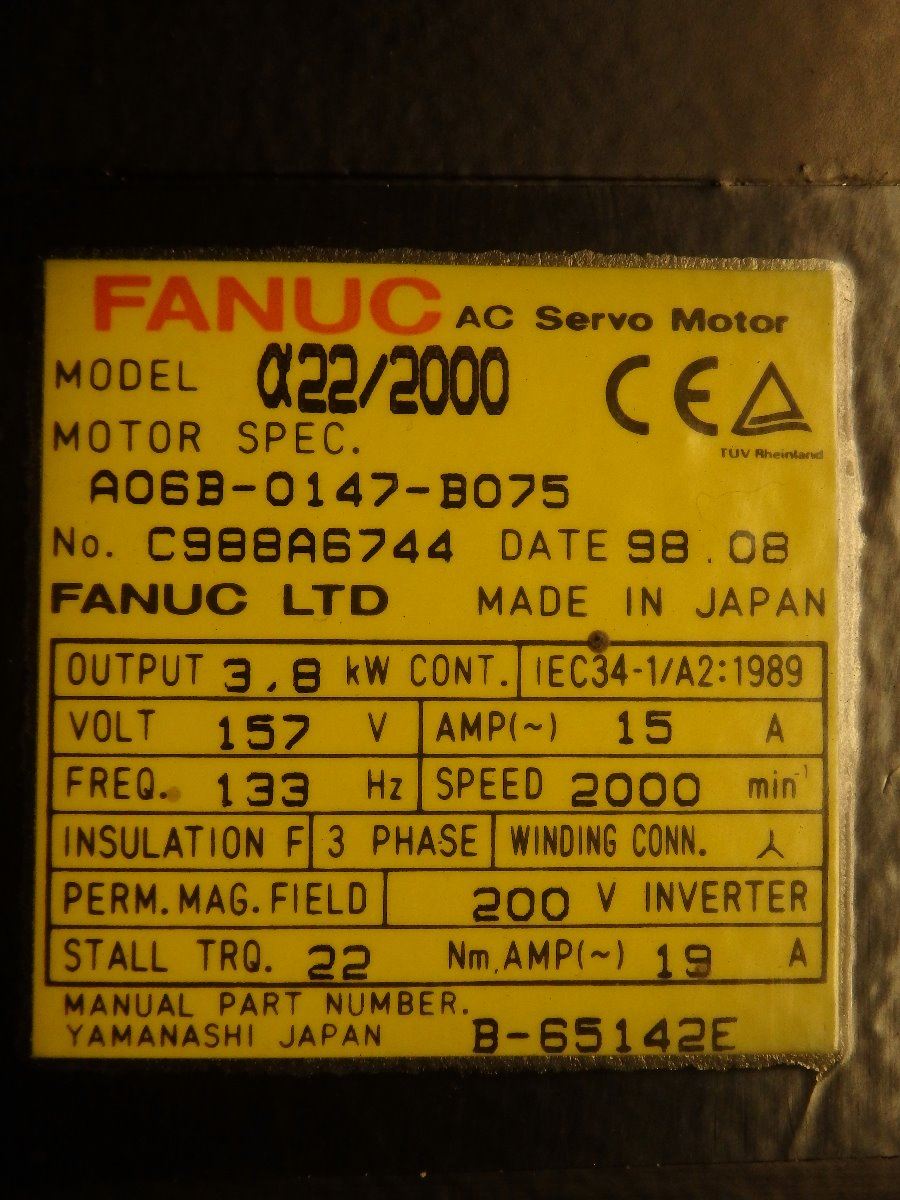 FANUC AC Servo Motor
MODEL α22/2000
CE
TÜV Rheinland
MOTOR SPEC.
A06B-0147-B075
No. C988A6744 DATE 98.08
FANUC LTD MADE IN JAPAN
OUTPUT 3.8 kW CONT. IEC34-1/A2:1989
VOLT 157 V AMP(~) 15 A
FREQ. 133 Hz SPEED 2000 min⁻¹
INSULATION F 3 PHASE WINDING CONN. ⅄
PERM. MAG. FIELD 200 V INVERTER
STALL TRQ. 22 Nm, AMP(~) 19 A
MANUAL PART NUMBER.
YAMANASHI JAPAN B-65142E